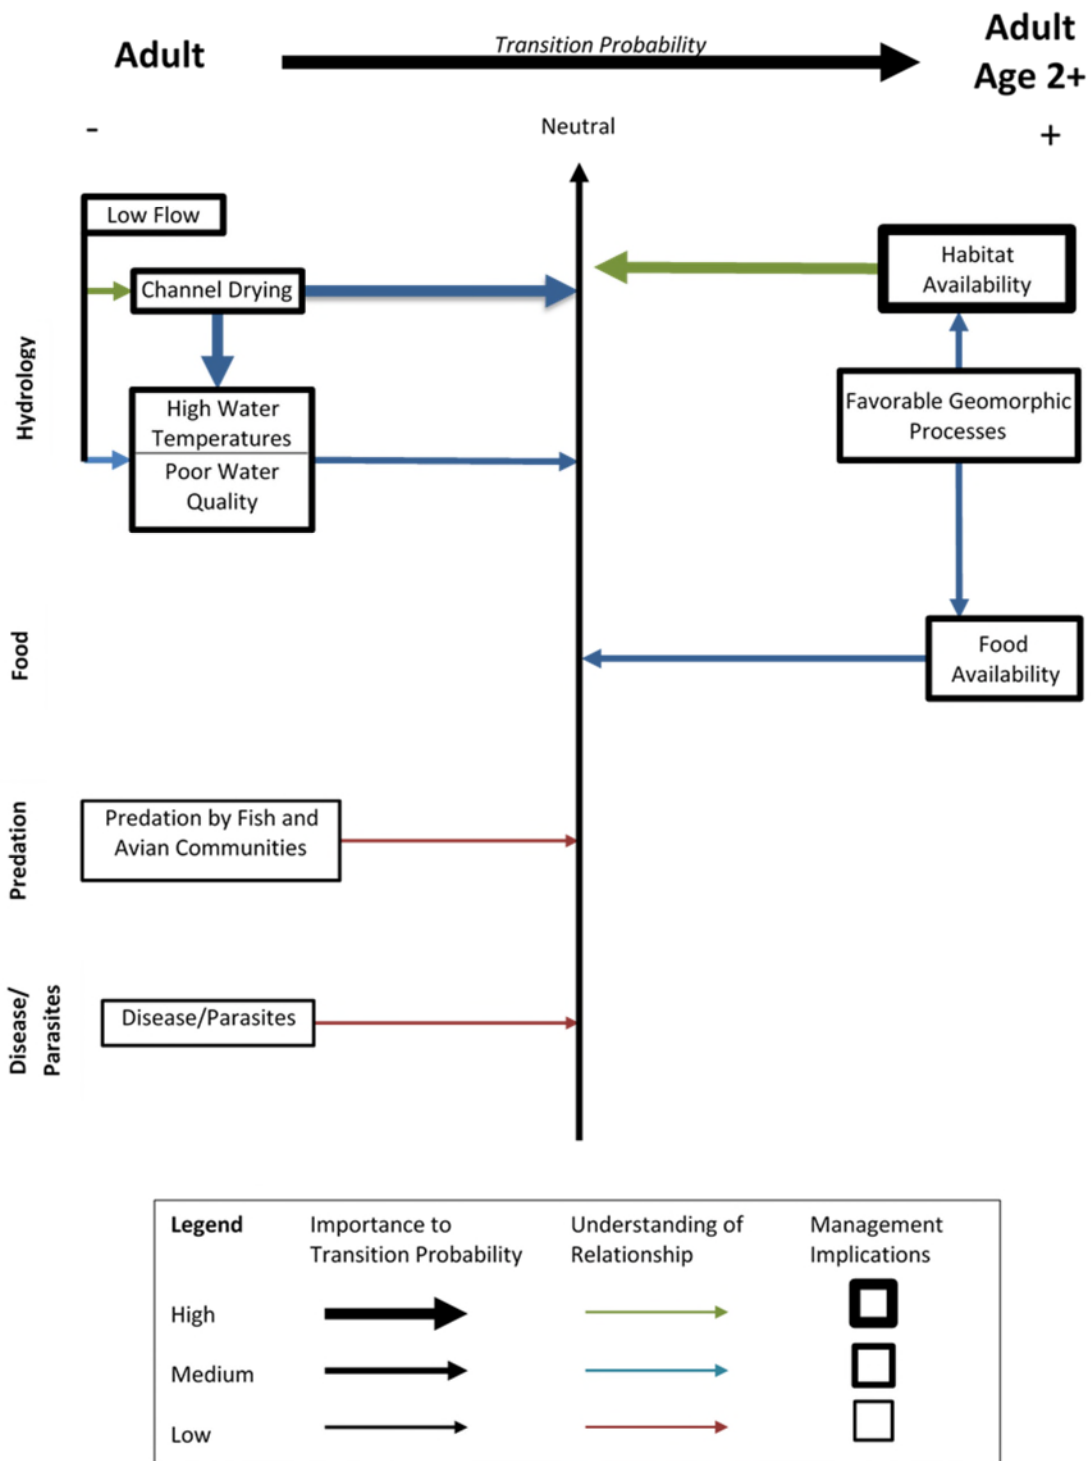 Adult
Transition Probability
Adult
Age 2+
-
Neutral
+
Hydrology
Low Flow
Channel Drying
High Water
Temperatures
Poor Water
Quality
Habitat
Availability
Favorable Geomorphic
Processes
Food
Food
Availability
Predation
Predation by Fish and
Avian Communities
Disease/
Parasites
Disease/Parasites
Legend
Importance to
Transition Probability
Understanding of
Relationship
Management
Implications
High
Medium
Low